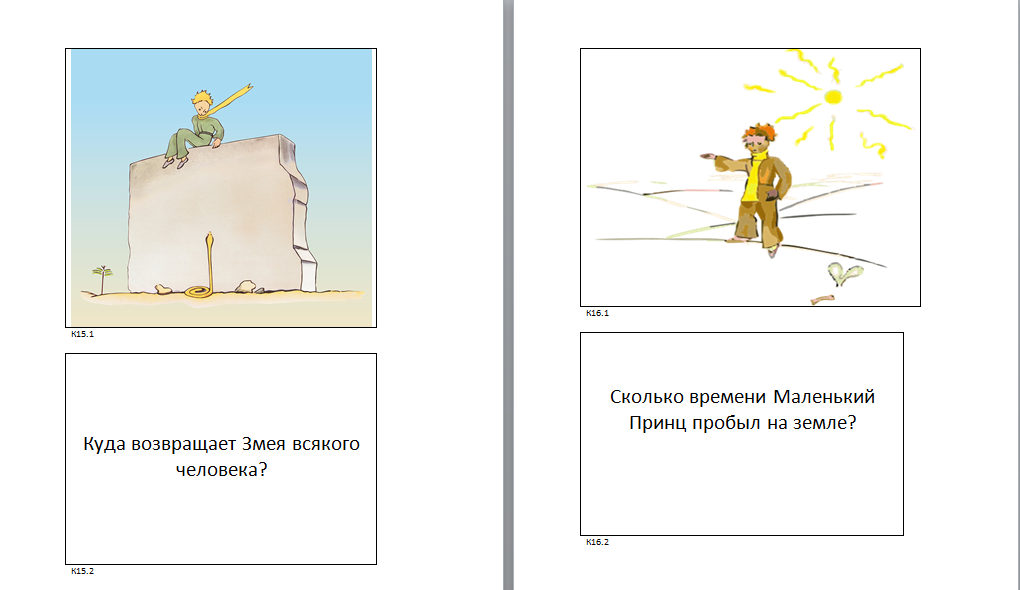 К15.1
Куда возвращает Змея всякого
человека?
К15.2
К16.1
Сколько времени Маленький
Принц пробыл на земле?
К16.2